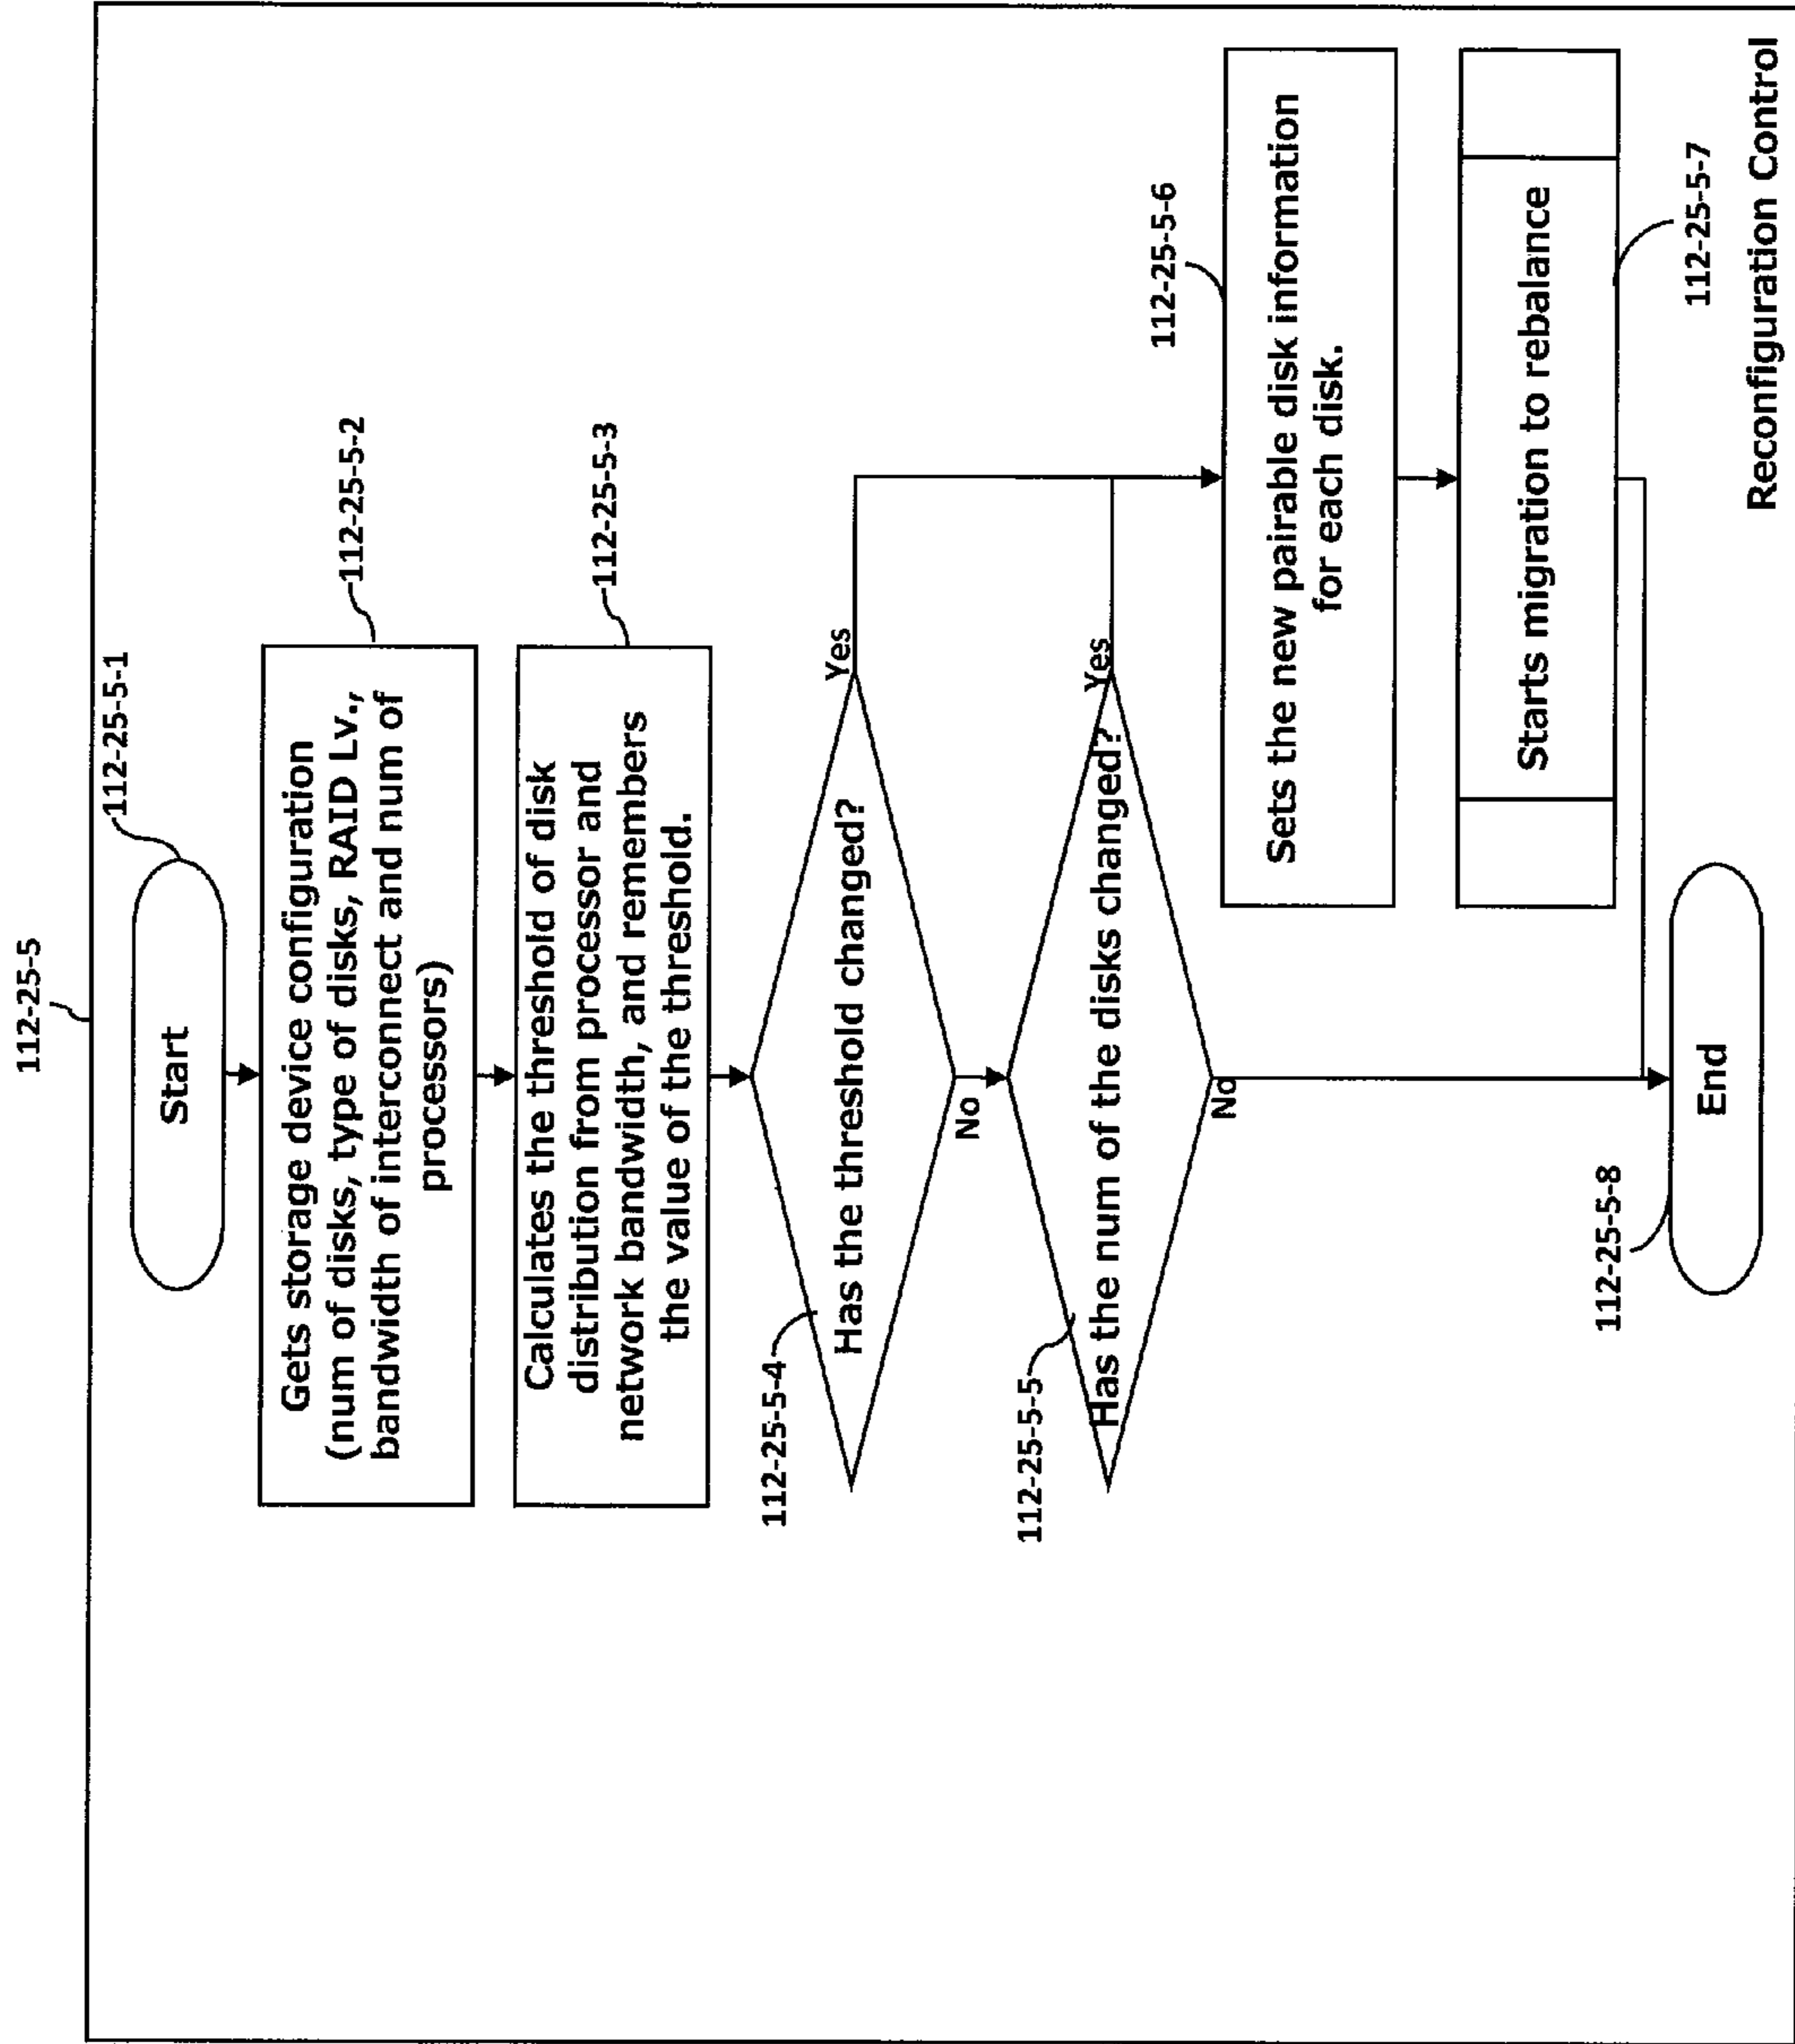 112-25-5
112-25-5-1
Start
112-25-5-2
Gets storage device configuration
(num of disks, type of disks, RAID Lv.,
bandwidth of interconnect and num of
processors)
112-25-5-3
Calculates the threshold of disk
distribution from processor and
network bandwidth, and remembers
the value of the threshold.
112-25-5-4
Has the threshold changed?
Yes
No
112-25-5-5
Has the num of the disks changed?
Yes
No
112-25-5-6
Sets the new pairable disk information
for each disk.
Starts migration to rebalance
112-25-5-7
112-25-5-8
End
Reconfiguration Control